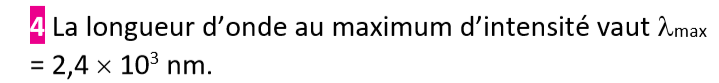 4 La longueur d’onde au maximum d’intensité vaut λmax
= 2,4 × 10³ nm.